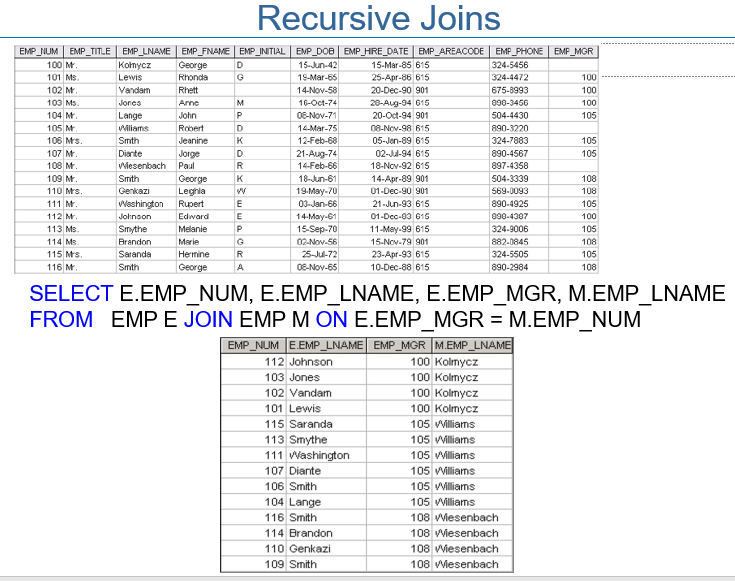 Recursive Joins
EMP_NUM EMP_TITLE EMP_LNAME EMP_FNAME EMP_INITIAL EMP_DOB EMP_HIRE_DATE EMP_AREACODE EMP_PHONE EMP_MGR
100 Mr. Kolmycz George D 15-Jun-42 15-Mar-85 615 324-5456
101 Ms. Lewis Rhonda G 19-Mar-65 25-Apr-86 615 324-4472 100
102 Mr. Vandam Rhett 14-Nov-58 20-Dec-90 901 675-8993 100
103 Ms. Jones Anne M 16-Oct-74 28-Aug-94 615 898-3456 100
104 Mr. Lange John P 08-Nov-71 20-Oct-94 901 504-4430 105
105 Mr. Williams Robert D 14-Mar-75 08-Nov-98 615 890-3220
106 Mrs. Smith Jeanine K 12-Feb-68 05-Jan-89 615 324-7883 105
107 Mr. Diante Jorge D 21-Aug-74 02-Jul-94 615 890-4567 105
108 Mr. Wiesenbach Paul R 14-Feb-66 18-Nov-92 615 897-4358
109 Mr. Smith George K 18-Jun-61 14-Apr-89 901 504-3339 108
110 Mrs. Genkazi Leighla W 19-May-70 01-Dec-90 901 569-0093 108
111 Mr. Washington Rupert E 03-Jan-66 21-Jun-93 615 890-4925 105
112 Mr. Johnson Edward E 14-May-61 01-Dec-83 615 898-4387 100
113 Ms. Smythe Melanie P 15-Sep-70 11-May-99 615 324-9006 105
114 Ms. Brandon Marie G 02-Nov-56 15-Nov-79 901 882-0845 108
115 Mrs. Saranda Hermine R 25-Jul-72 23-Apr-93 615 324-5505 105
116 Mr. Smith George A 08-Nov-65 10-Dec-88 615 890-2984 108
SELECT E.EMP_NUM, E.EMP_LNAME, E.EMP_MGR, M.EMP_LNAME
FROM EMP E JOIN EMP M ON E.EMP_MGR = M.EMP_NUM
EMP_NUM E.EMP_LNAME EMP_MGR M.EMP_LNAME
112 Johnson 100 Kolmycz
103 Jones 100 Kolmycz
102 Vandam 100 Kolmycz
101 Lewis 100 Kolmycz
115 Saranda 105 Williams
113 Smythe 105 Williams
111 Washington 105 Williams
107 Diante 105 Williams
106 Smith 105 Williams
104 Lange 105 Williams
116 Smith 108 Wiesenbach
114 Brandon 108 Wiesenbach
110 Genkazi 108 Wiesenbach
109 Smith 108 Wiesenbach